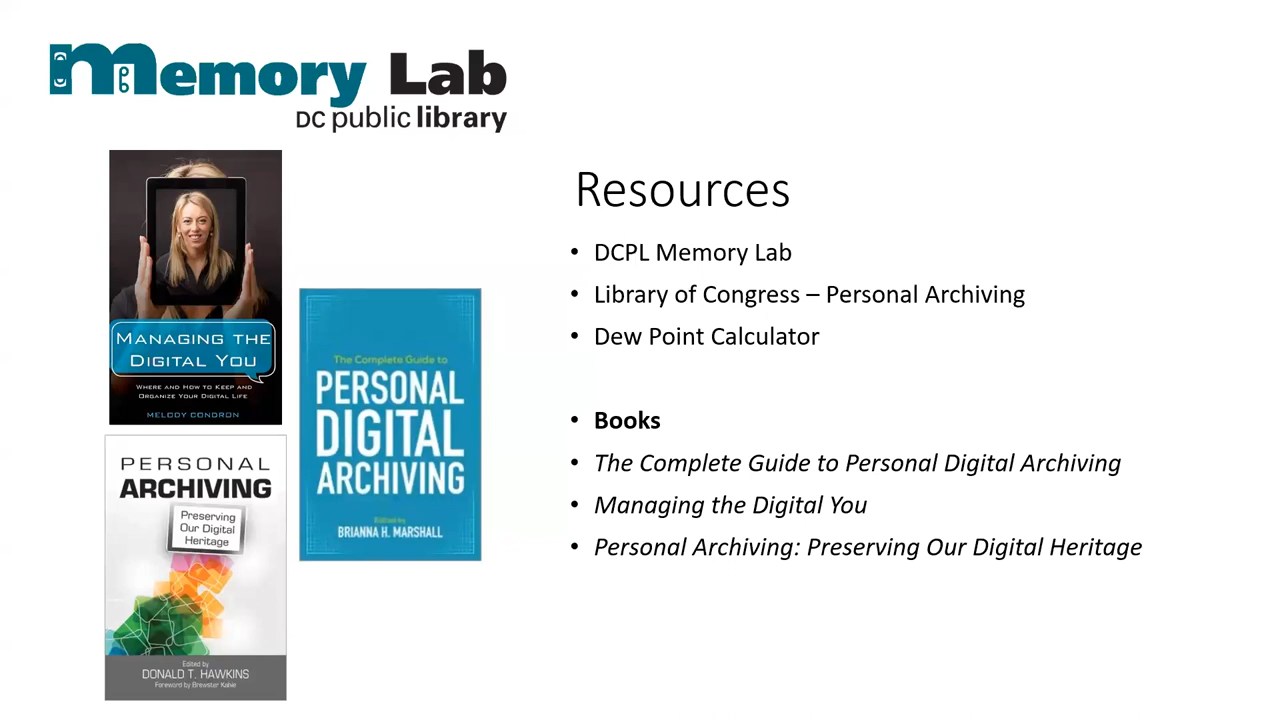 Memory Lab
DC public library
MANAGING THE
DIGITAL YOU
WHERE AND HOW TO KEEP AND
ORGANIZE YOUR DIGITAL LIFE
MELODY CONDRON
The Complete Guide to
PERSONAL
DIGITAL
ARCHIVING
Edited by
BRIANNA H. MARSHALL
PERSONAL
ARCHIVING
Preserving
Our Digital
Heritage
Edited by
DONALD T. HAWKINS
Foreword by Brewster Kahle
Resources
• DCPL Memory Lab
• Library of Congress – Personal Archiving
• Dew Point Calculator
• Books
• The Complete Guide to Personal Digital Archiving
• Managing the Digital You
• Personal Archiving: Preserving Our Digital Heritage